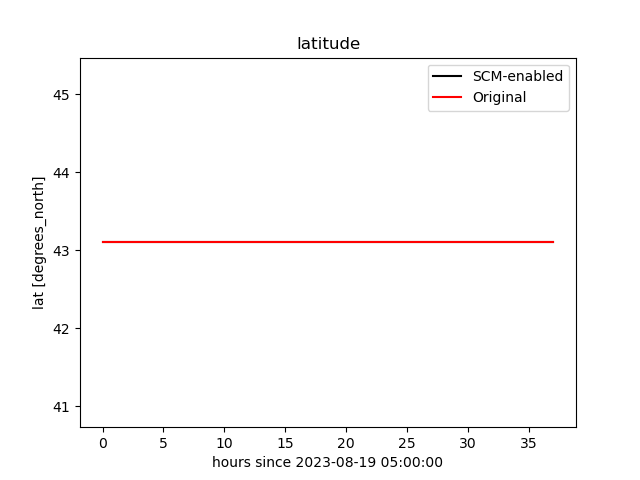 latitude
SCM-enabled
Original
45
44
43
42
41
lat [degrees_north]
0 5 10 15 20 25 30 35
hours since 2023-08-19 05:00:00